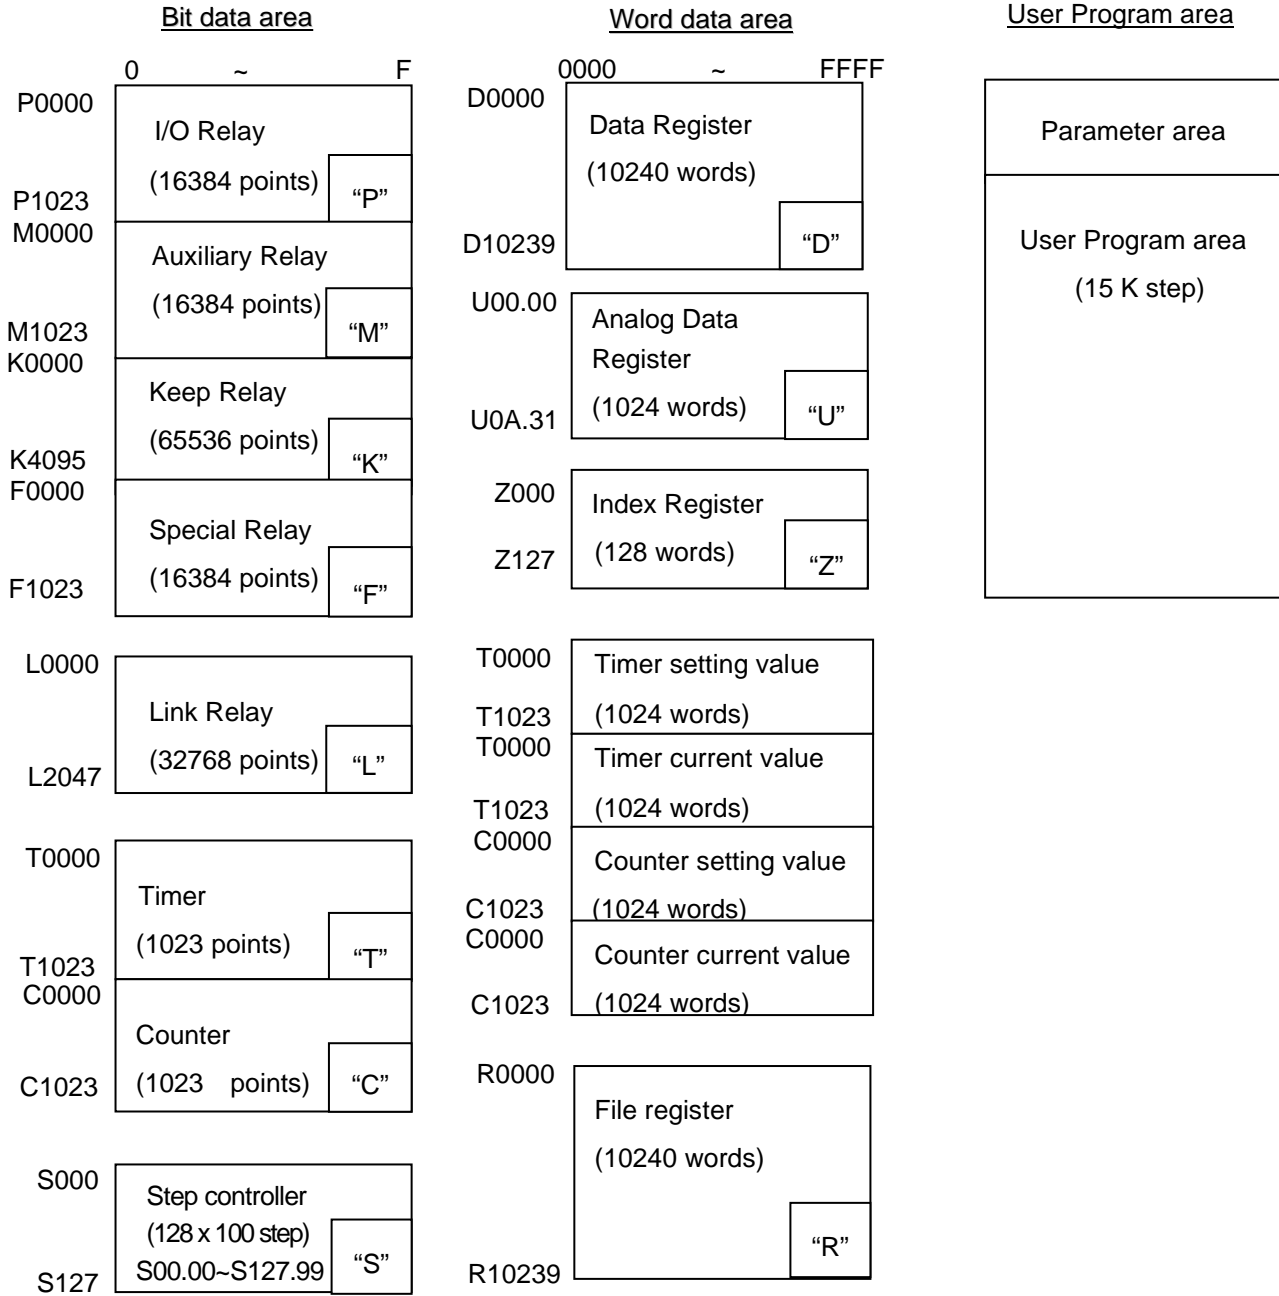 Bit data area
0 ~ F
P0000
I/O Relay
(16384 points)
“P”
P1023
M0000
Auxiliary Relay
(16384 points)
“M”
M1023
K0000
Keep Relay
(65536 points)
“K”
K4095
F0000
Special Relay
(16384 points)
“F”
F1023
L0000
Link Relay
(32768 points)
“L”
L2047
T0000
Timer
(1023 points)
“T”
T1023
C0000
Counter
(1023 points)
“C”
C1023
S000
Step controller
(128 x 100 step)
S00.00~S127.99
“S”
S127
Word data area
0000 ~ FFFF
D0000
Data Register
(10240 words)
“D”
D10239
U00.00
Analog Data
Register
(1024 words)
“U”
U0A.31
Z000
Index Register
(128 words)
“Z”
Z127
T0000
Timer setting value
(1024 words)
T1023
T0000
Timer current value
(1024 words)
T1023
C0000
Counter setting value
(1024 words)
C1023
C0000
Counter current value
(1024 words)
C1023
R0000
File register
(10240 words)
“R”
R10239
User Program area
Parameter area
User Program area
(15 K step)